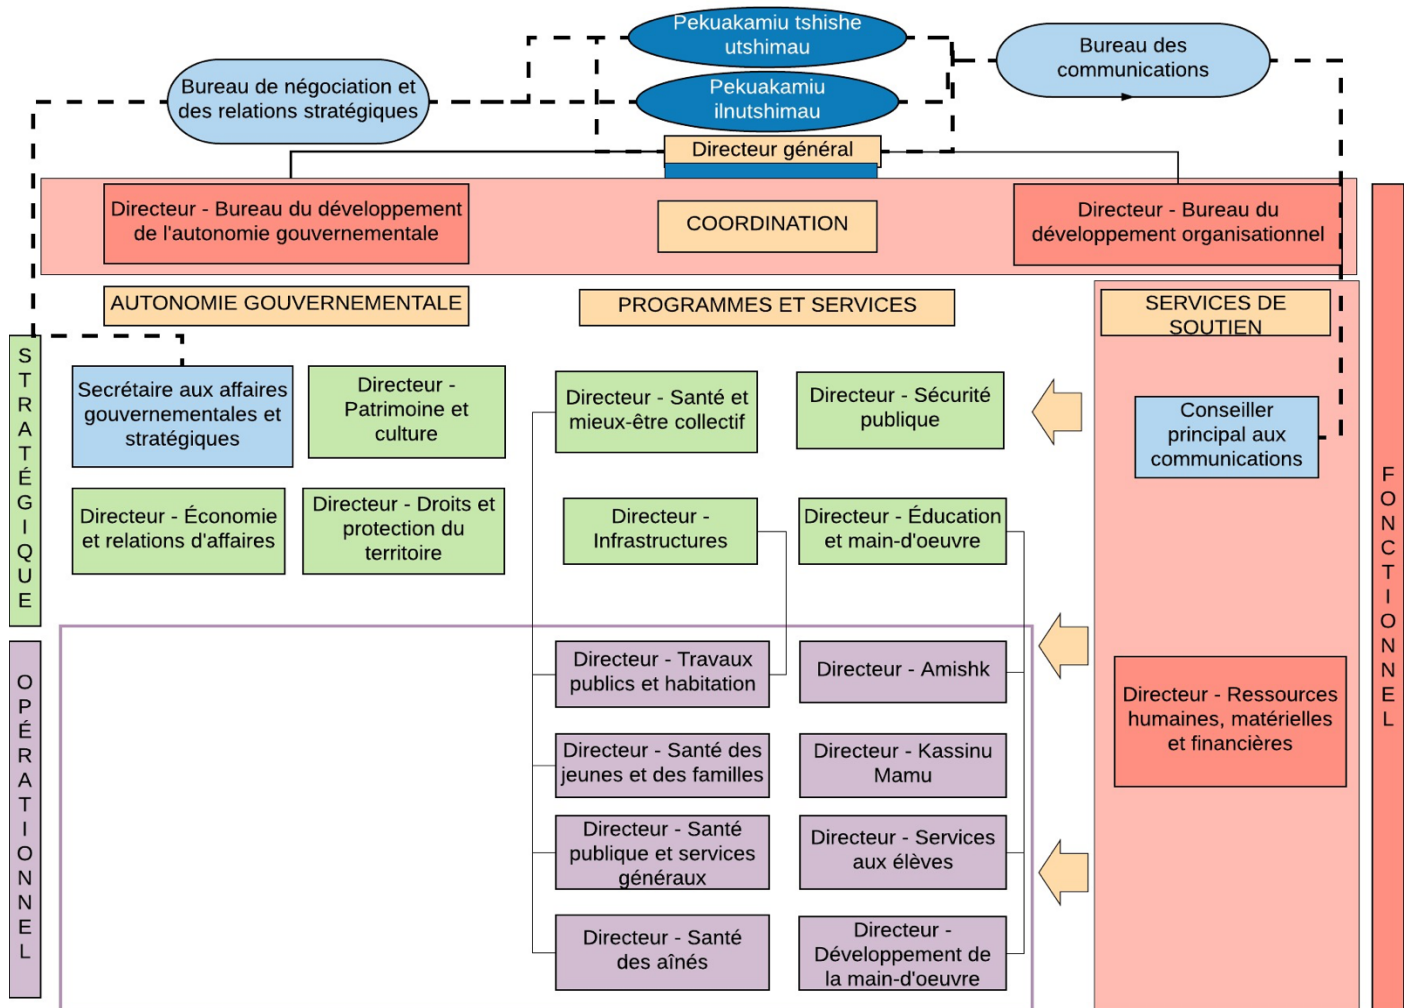 Pekuakamiu tshishe
utshimau
Bureau des
communications
Bureau de négociation et
des relations stratégiques
Pekuakamiu
ilnutshimau
Directeur général
Directeur - Bureau du développement
de l'autonomie gouvernementale
COORDINATION
Directeur - Bureau du
développement organisationnel
AUTONOMIE GOUVERNEMENTALE
PROGRAMMES ET SERVICES
SERVICES DE
SOUTIEN
STRATÉGIQUE
Secrétaire aux affaires
gouvernementales et
stratégiques
Directeur -
Patrimoine et
culture
Directeur - Santé et
mieux-être collectif
Directeur - Sécurité
publique
Conseiller
principal aux
communications
Directeur - Économie
et relations d'affaires
Directeur - Droits et
protection du
territoire
Directeur -
Infrastructures
Directeur - Éducation
et main-d'oeuvre
FONCTIONNEL
OPÉRATIONNEL
Directeur - Travaux
publics et habitation
Directeur - Amishk
Directeur - Ressources
humaines, matérielles
et financières
Directeur - Santé des
jeunes et des familles
Directeur - Kassinu
Mamu
Directeur - Santé
publique et services
généraux
Directeur - Services
aux élèves
Directeur - Santé
des aînés
Directeur -
Développement de
la main-d'oeuvre